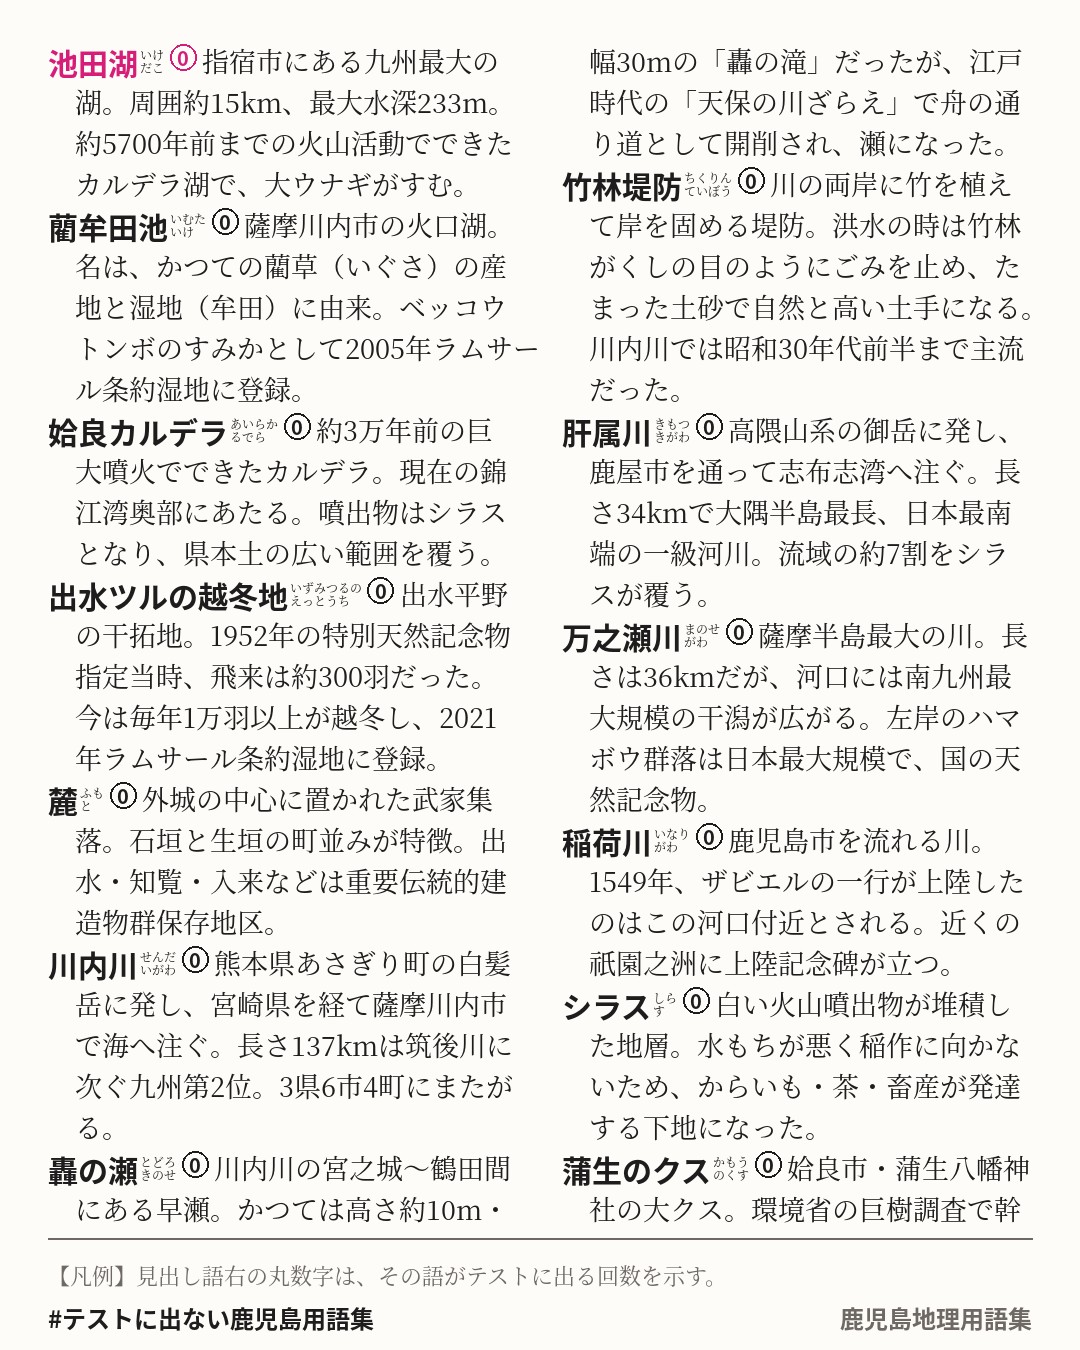 池田湖 いけだこ ⓪ 指宿市にある九州最大の
湖。周囲約15km、最大水深233m。
約5700年前までの火山活動でできた
カルデラ湖で、大ウナギがすむ。
藺牟田池 いむたいけ ⓪ 薩摩川内市の火口湖。
名は、かつての藺草（いぐさ）の産
地と湿地（牟田）に由来。ベッコウ
トンボのすみかとして2005年ラムサー
ル条約湿地に登録。
姶良カルデラ あいらかるでら ⓪ 約3万年前の巨
大噴火でできたカルデラ。現在の錦
江湾奥部にあたる。噴出物はシラス
となり、県本土の広い範囲を覆う。
出水ツルの越冬地 いずみつるのえっとうち ⓪ 出水平野
の干拓地。1952年の特別天然記念物
指定当時、飛来は約300羽だった。
今は毎年1万羽以上が越冬し、2021
年ラムサール条約湿地に登録。
麓 ふもと ⓪ 外城の中心に置かれた武家集
落。石垣と生垣の町並みが特徴。出
水・知覧・入来などは重要伝統的建
造物群保存地区。
川内川 せんだいがわ ⓪ 熊本県あさぎり町の白髪
岳に発し、宮崎県を経て薩摩川内市
で海へ注ぐ。長さ137kmは筑後川に
次ぐ九州第2位。3県6市4町にまたが
る。
轟の瀬 とどろきのせ ⓪ 川内川の宮之城〜鶴田間
にある早瀬。かつては高さ約10m・
幅30mの「轟の滝」だったが、江戸
時代の「天保の川ざらえ」で舟の通
り道として開削され、瀬になった。
竹林堤防 ちくりんていぼう ⓪ 川の両岸に竹を植え
て岸を固める堤防。洪水の時は竹林
がくしの目のようにごみを止め、た
まった土砂で自然と高い土手になる。
川内川では昭和30年代前半まで主流
だった。
肝属川 きもつきがわ ⓪ 高隈山系の御岳に発し、
鹿屋市を通って志布志湾へ注ぐ。長
さ34kmで大隅半島最長、日本最南
端の一級河川。流域の約7割をシラ
スが覆う。
万之瀬川 まのせがわ ⓪ 薩摩半島最大の川。長
さは36kmだが、河口には南九州最
大規模の干潟が広がる。左岸のハマ
ボウ群落は日本最大規模で、国の天
然記念物。
稲荷川 いなりがわ ⓪ 鹿児島市を流れる川。
1549年、ザビエルの一行が上陸した
のはこの河口付近とされる。近くの
祇園之洲に上陸記念碑が立つ。
シラス しらす ⓪ 白い火山噴出物が堆積し
た地層。水もちが悪く稲作に向かな
いため、からいも・茶・畜産が発達
する下地になった。
蒲生のクス かもうのくす ⓪ 姶良市・蒲生八幡神
社の大クス。環境省の巨樹調査で幹
【凡例】見出し語右の丸数字は、その語がテストに出る回数を示す。
#テストに出ない鹿児島用語集
鹿児島地理用語集